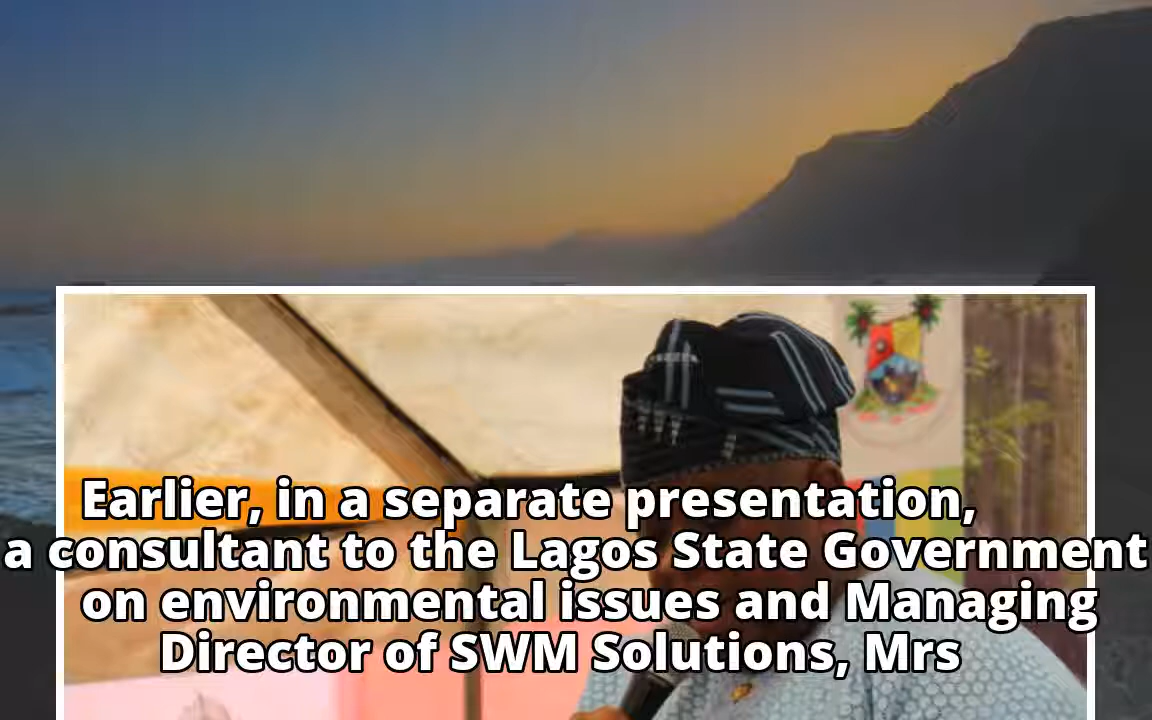 Earlier, in a separate presentation,
a consultant to the Lagos State Government
on environmental issues and Managing
Director of SWM Solutions, Mrs